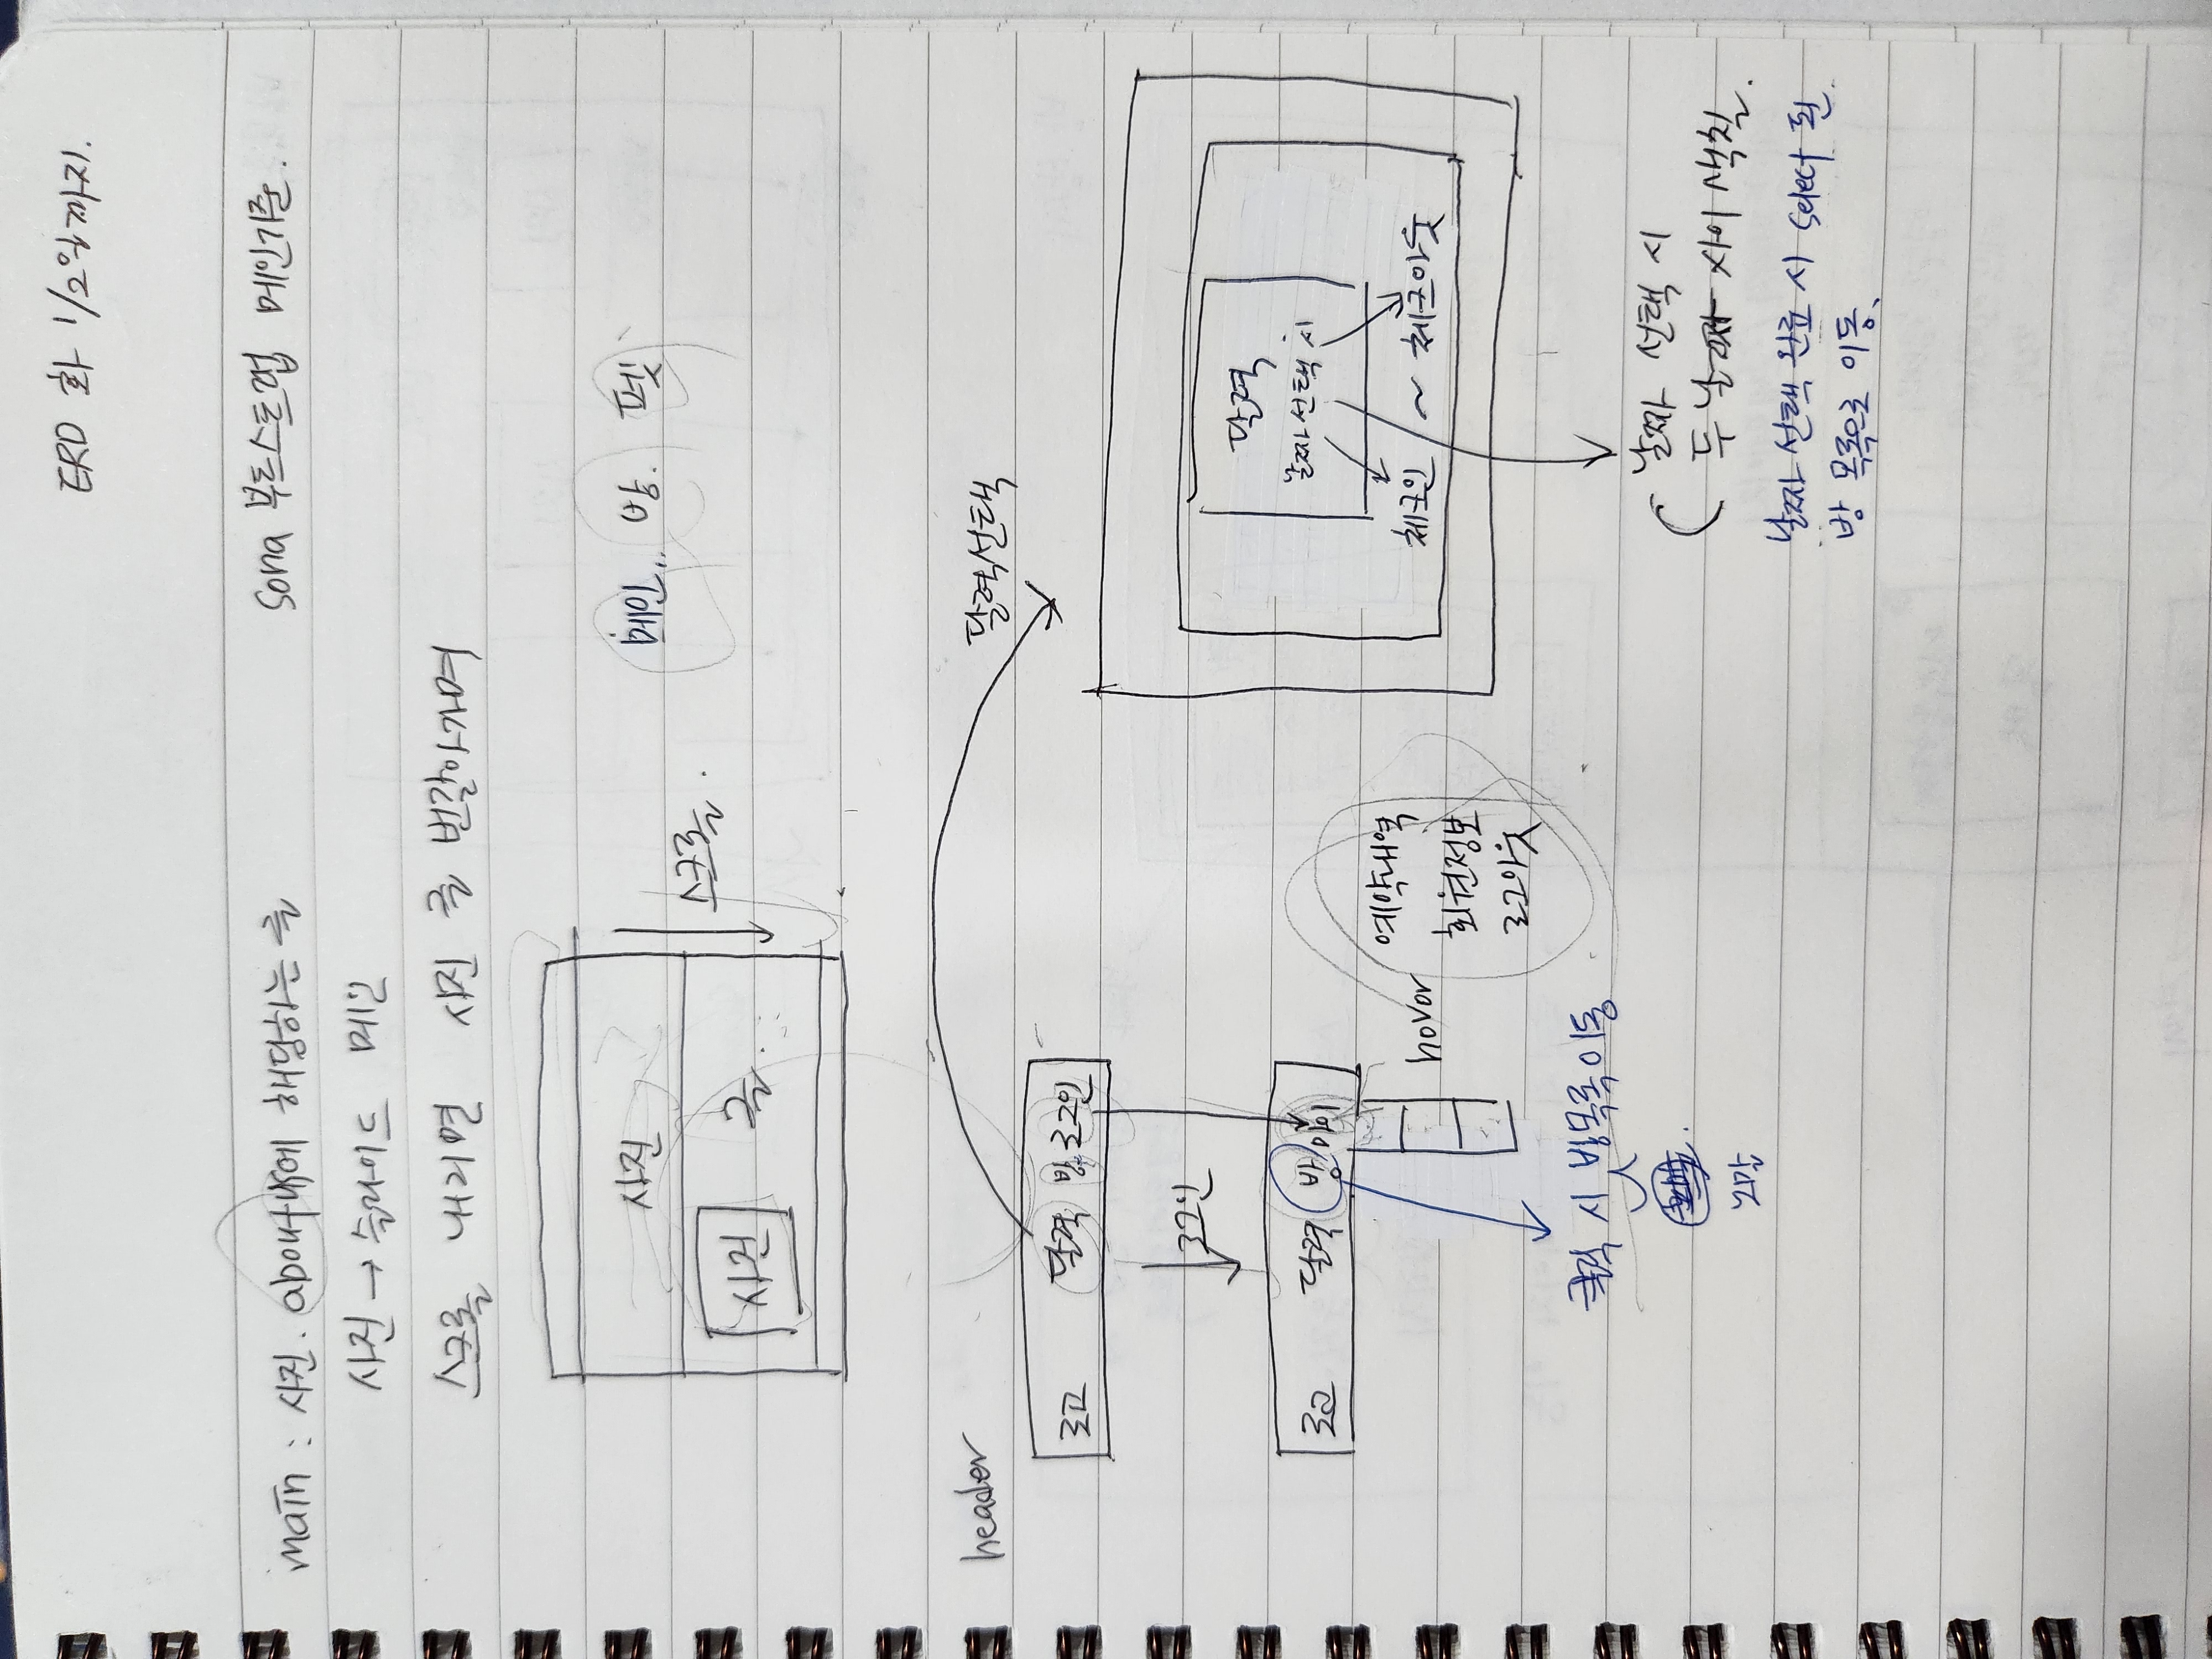 ERD 화 1/2일까지.
main : 사진. aboutus에 해당하는 글
sona 부트스트랩 메인기준.
사진 → 슬라이드 메인
스크롤 내리면 사진 글 번갈아가며
사진
사진 글.
스크롤.
메인.. 방. 펫
header
달력선택
로고 달력 방 로그인
로그인
로고 달력 방 마이
hover
예약내역
회원정보
로그아웃
클릭 시 방목록이동
달력
날짜 선택 시
체크인 ~ 체크아웃
날짜 선택 시
두 날짜 사이 색칠.
날짜 선택 완료 시 select 된
방 목록으로 이동.